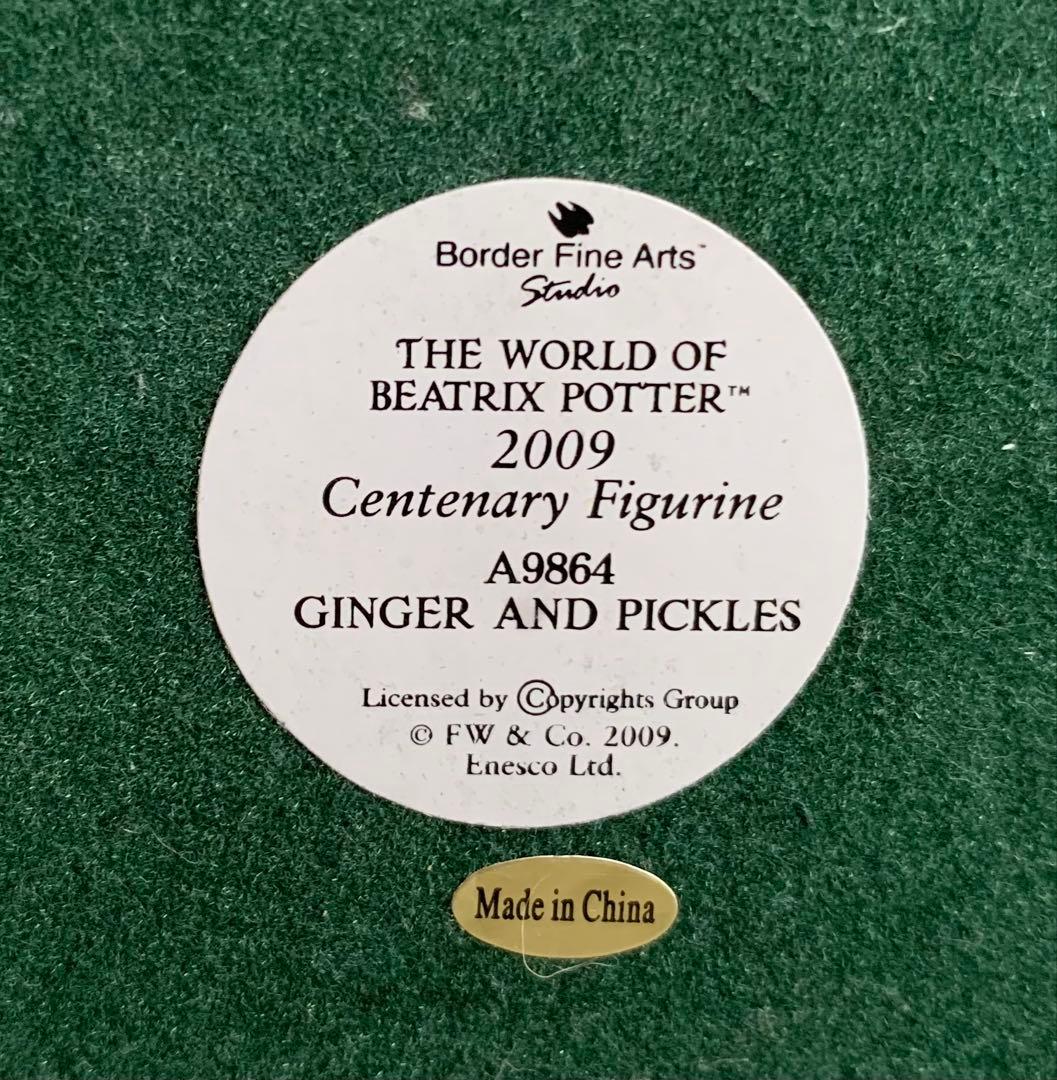 Border Fine Arts™
Studio
THE WORLD OF
BEATRIX POTTER™
2009
Centenary Figurine
A9864
GINGER AND PICKLES
Licensed by Ⓒopyrights Group
© FW & Co. 2009.
Enesco Ltd.
Made in China